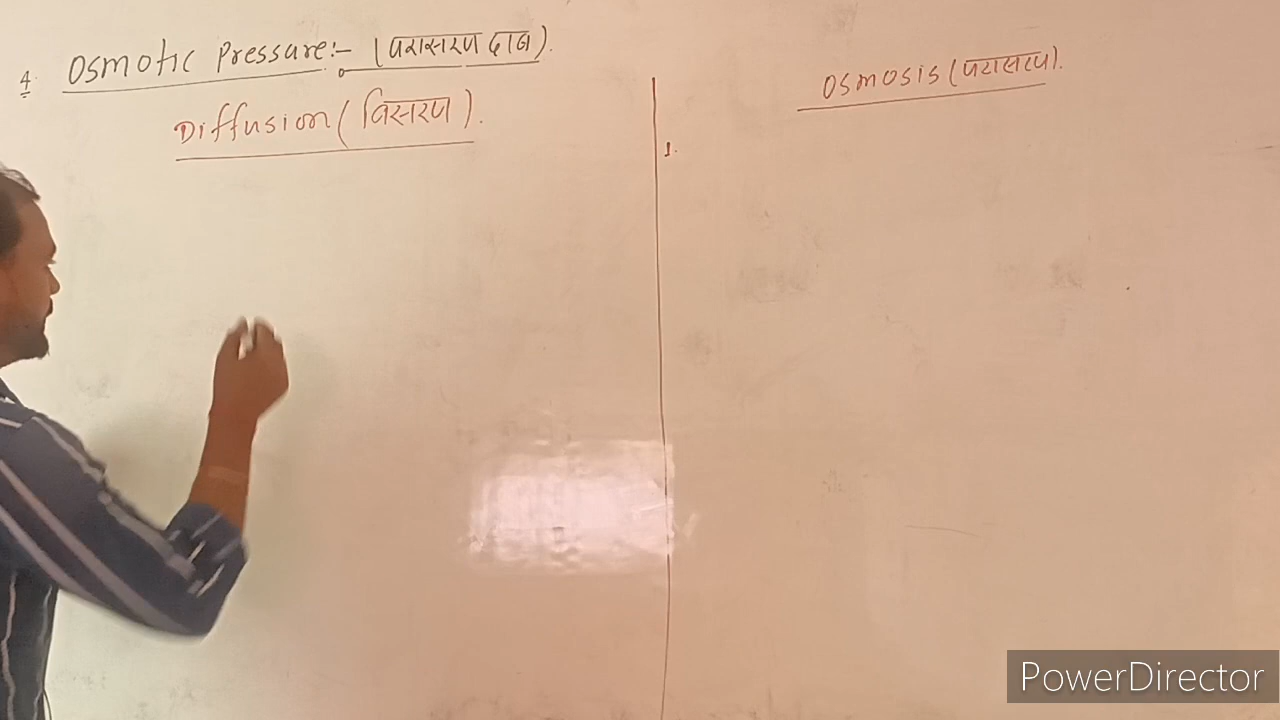 4. Osmotic Pressure:- (परासरण दाब).
Diffusion (विसरण).
Osmosis (परासरण).
1.
PowerDirector